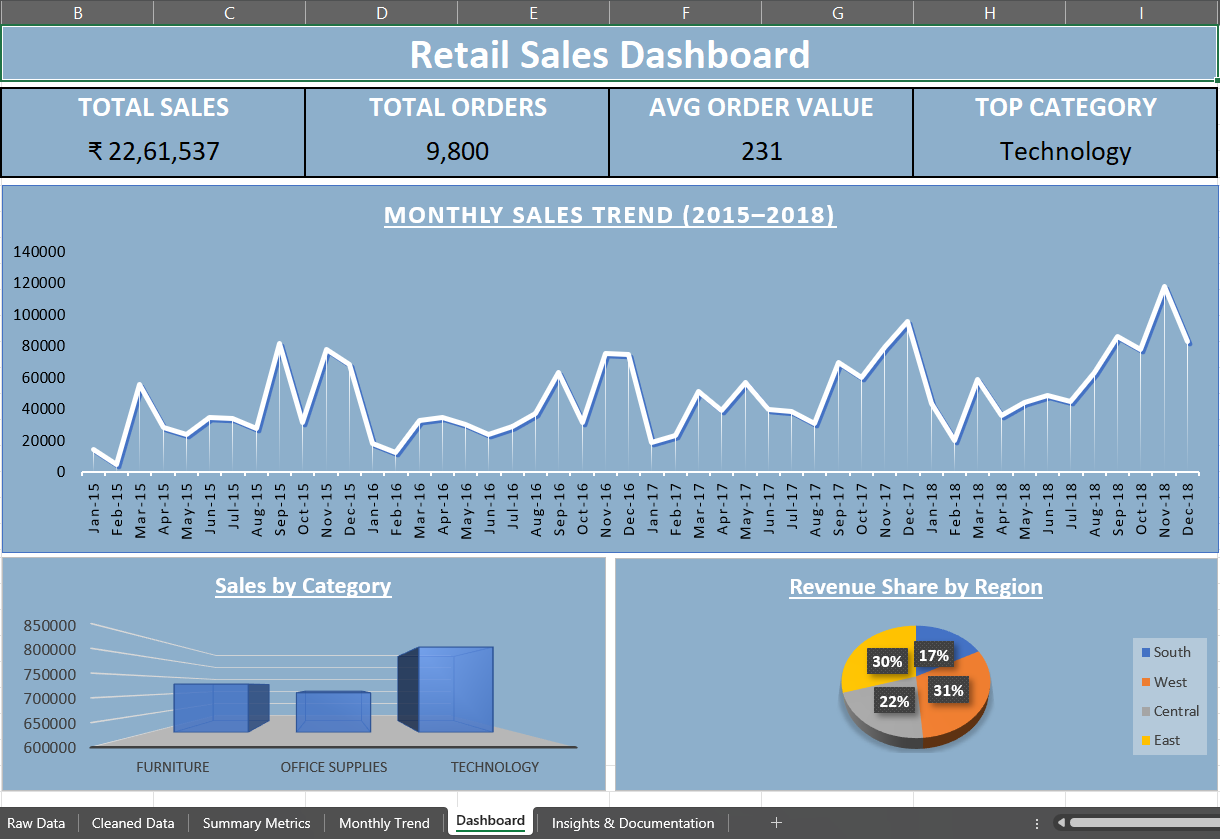 B C D E F G H I
Retail Sales Dashboard
TOTAL SALES TOTAL ORDERS AVG ORDER VALUE TOP CATEGORY
₹ 22,61,537 9,800 231 Technology
MONTHLY SALES TREND (2015–2018)
140000
120000
100000
80000
60000
40000
20000
0
Jan-15 Feb-15 Mar-15 Apr-15 May-15 Jun-15 Jul-15 Aug-15 Sep-15 Oct-15 Nov-15 Dec-15 Jan-16 Feb-16 Mar-16 Apr-16 May-16 Jun-16 Jul-16 Aug-16 Sep-16 Oct-16 Nov-16 Dec-16 Jan-17 Feb-17 Mar-17 Apr-17 May-17 Jun-17 Jul-17 Aug-17 Sep-17 Oct-17 Nov-17 Dec-17 Jan-18 Feb-18 Mar-18 Apr-18 May-18 Jun-18 Jul-18 Aug-18 Sep-18 Oct-18 Nov-18 Dec-18
Sales by Category
850000
800000
750000
700000
650000
600000
FURNITURE OFFICE SUPPLIES TECHNOLOGY
Revenue Share by Region
30% 17%
22% 31%
South
West
Central
East
Raw Data Cleaned Data Summary Metrics Monthly Trend Dashboard Insights & Documentation